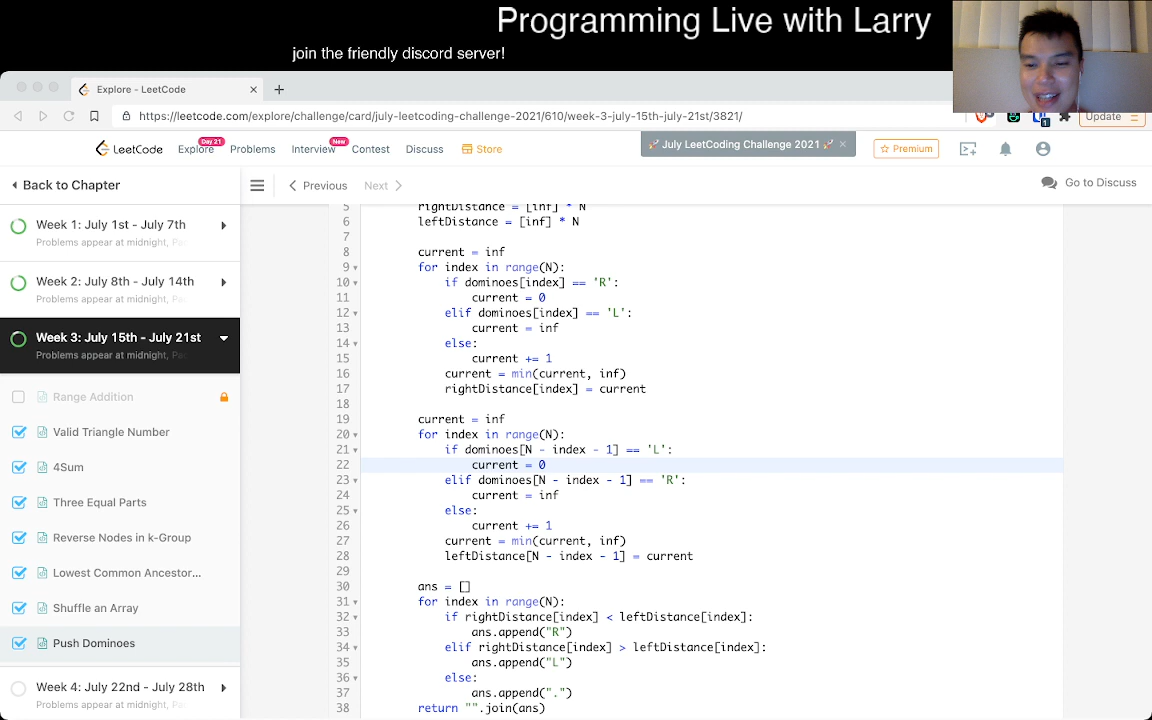 Programming Live with Larry
join the friendly discord server!
Explore - LeetCode
https://leetcode.com/explore/challenge/card/july-leetcoding-challenge-2021/610/week-3-july-15th-july-21st/3821/
Update
LeetCode
Explore
Day 21
Problems
Interview
New
Contest
Discuss
Store
July LeetCoding Challenge 2021
Premium
Back to Chapter
Previous
Next
Go to Discuss
Week 1: July 1st - July 7th
Problems appear at midnight,
Week 2: July 8th - July 14th
Problems appear at midnight,
Week 3: July 15th - July 21st
Problems appear at midnight,
Range Addition
Valid Triangle Number
4Sum
Three Equal Parts
Reverse Nodes in k-Group
Lowest Common Ancestor...
Shuffle an Array
Push Dominoes
Week 4: July 22nd - July 28th
Problems appear at midnight,
5 rightDistance = [inf] * N
6 leftDistance = [inf] * N
7
8 current = inf
9 for index in range(N):
10 if dominoes[index] == 'R':
11 current = 0
12 elif dominoes[index] == 'L':
13 current = inf
14 else:
15 current += 1
16 current = min(current, inf)
17 rightDistance[index] = current
18
19 current = inf
20 for index in range(N):
21 if dominoes[N - index - 1] == 'L':
22 current = 0
23 elif dominoes[N - index - 1] == 'R':
24 current = inf
25 else:
26 current += 1
27 current = min(current, inf)
28 leftDistance[N - index - 1] = current
29
30 ans = []
31 for index in range(N):
32 if rightDistance[index] < leftDistance[index]:
33 ans.append("R")
34 elif rightDistance[index] > leftDistance[index]:
35 ans.append("L")
36 else:
37 ans.append(".")
38 return "".join(ans)